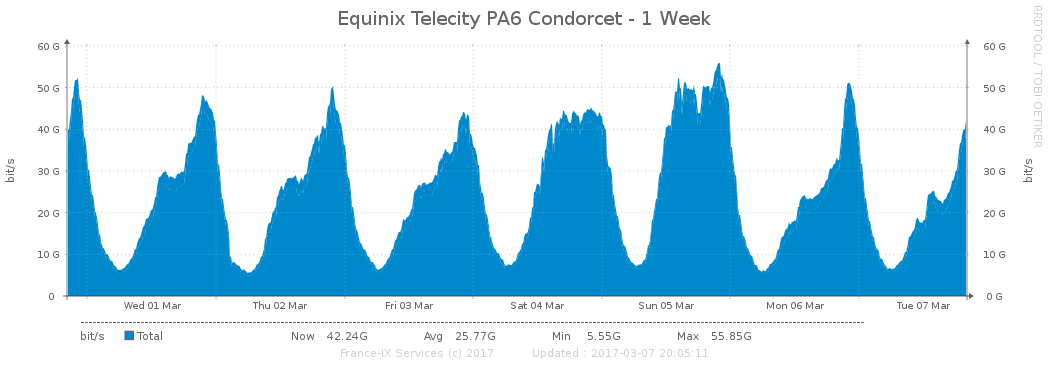 Equinix Telecity PA6 Condorcet - 1 Week
RRDTOOL / TOBI OETIKER
60 G 60 G
50 G 50 G
40 G 40 G
30 G 30 G
20 G 20 G
10 G 10 G
0 0 G
bit/s
bit/s
Wed 01 Mar Thu 02 Mar Fri 03 Mar Sat 04 Mar Sun 05 Mar Mon 06 Mar Tue 07 Mar
bit/s Total Now 42.24G Avg 25.77G Min 5.55G Max 55.85G
France-IX Services (c) 2017 Updated : 2017-03-07 20:05:11